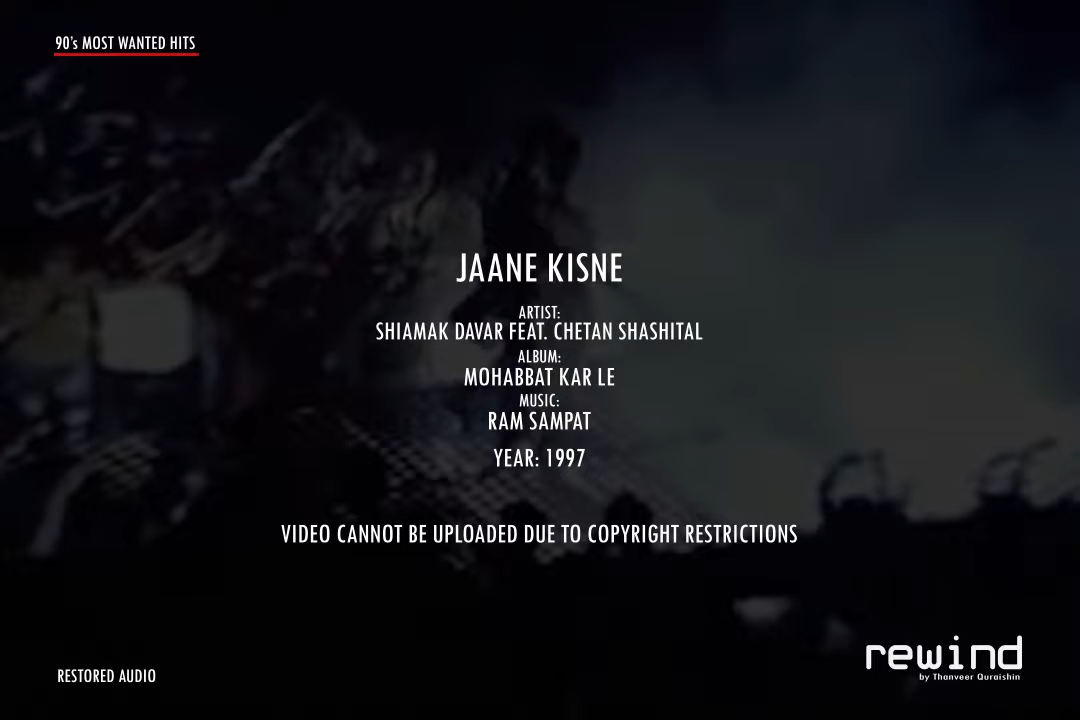 90's MOST WANTED HITS
JAANE KISNE
ARTIST:
SHIAMAK DAVAR FEAT. CHETAN SHASHITAL
ALBUM:
MOHABBAT KAR LE
MUSIC:
RAM SAMPAT
YEAR: 1997
VIDEO CANNOT BE UPLOADED DUE TO COPYRIGHT RESTRICTIONS
rewind
by Thanveer Quraishin
RESTORED AUDIO